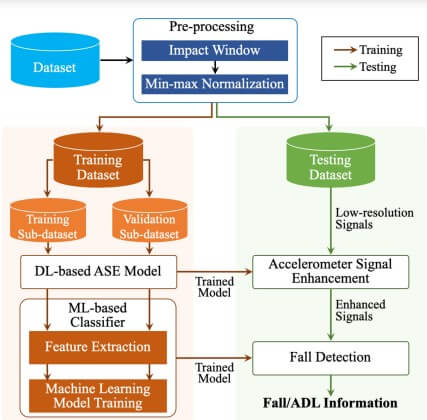 Pre-processing
Dataset
Impact Window
Min-max Normalization
Training
Testing
Training
Dataset
Testing
Dataset
Training
Sub-dataset
Validation
Sub-dataset
Low-resolution
Signals
DL-based ASE Model
Trained
Model
Accelerometer Signal
Enhancement
ML-based
Classifier
Enhanced
Signals
Feature Extraction
Trained
Model
Fall Detection
Machine Learning
Model Training
Fall/ADL Information